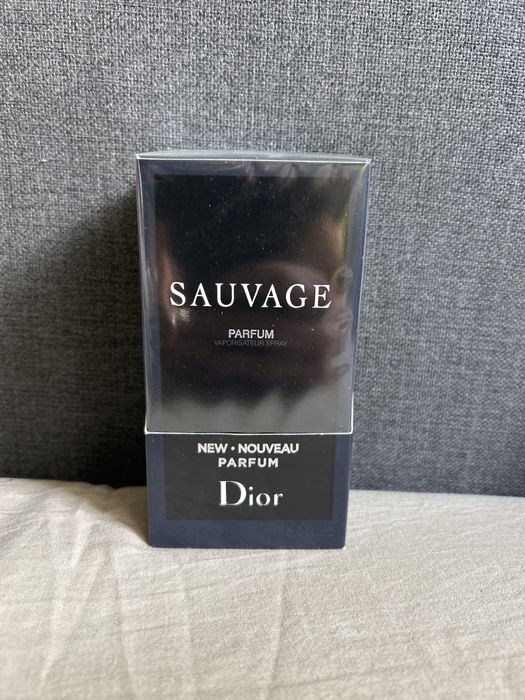 SAUVAGE
PARFUM
VAPORISATEUR SPRAY
NEW • NOUVEAU
PARFUM
Dior